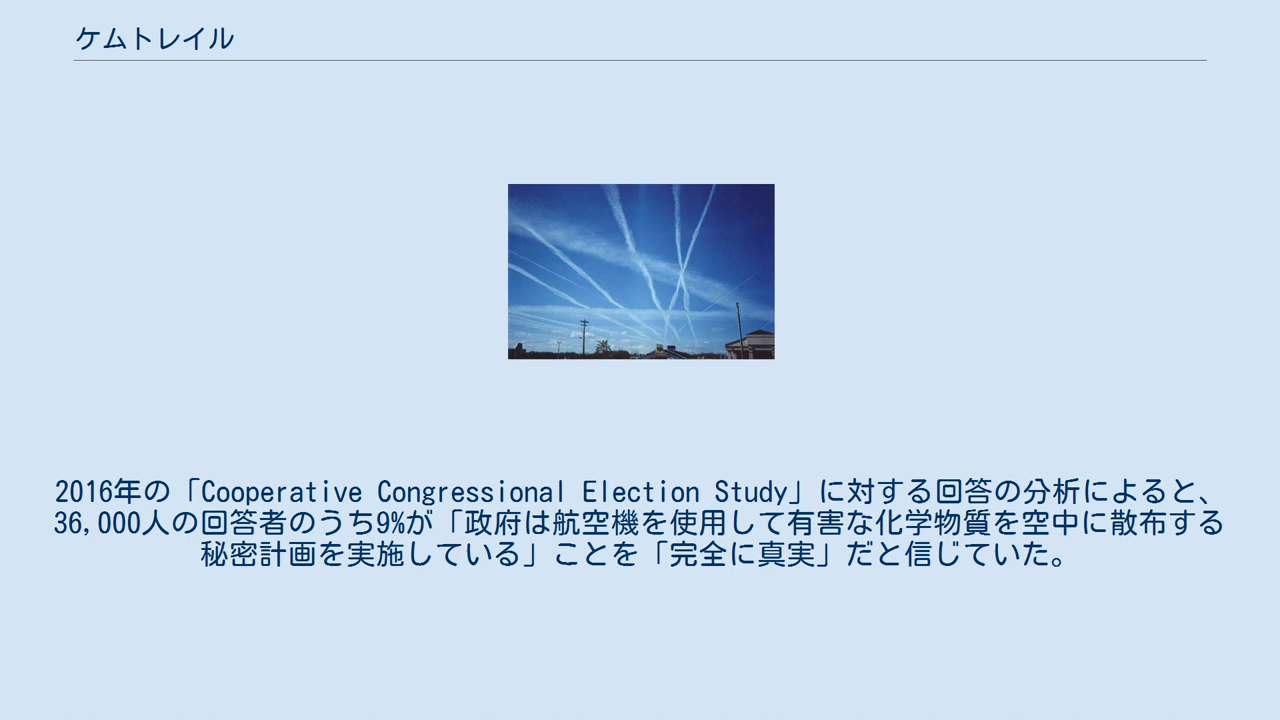 ケムトレイル
2016年の「Cooperative Congressional Election Study」に対する回答の分析によると、
36,000人の回答者のうち9%が「政府は航空機を使用して有害な化学物質を空中に散布する
秘密計画を実施している」ことを「完全に真実」だと信じていた。